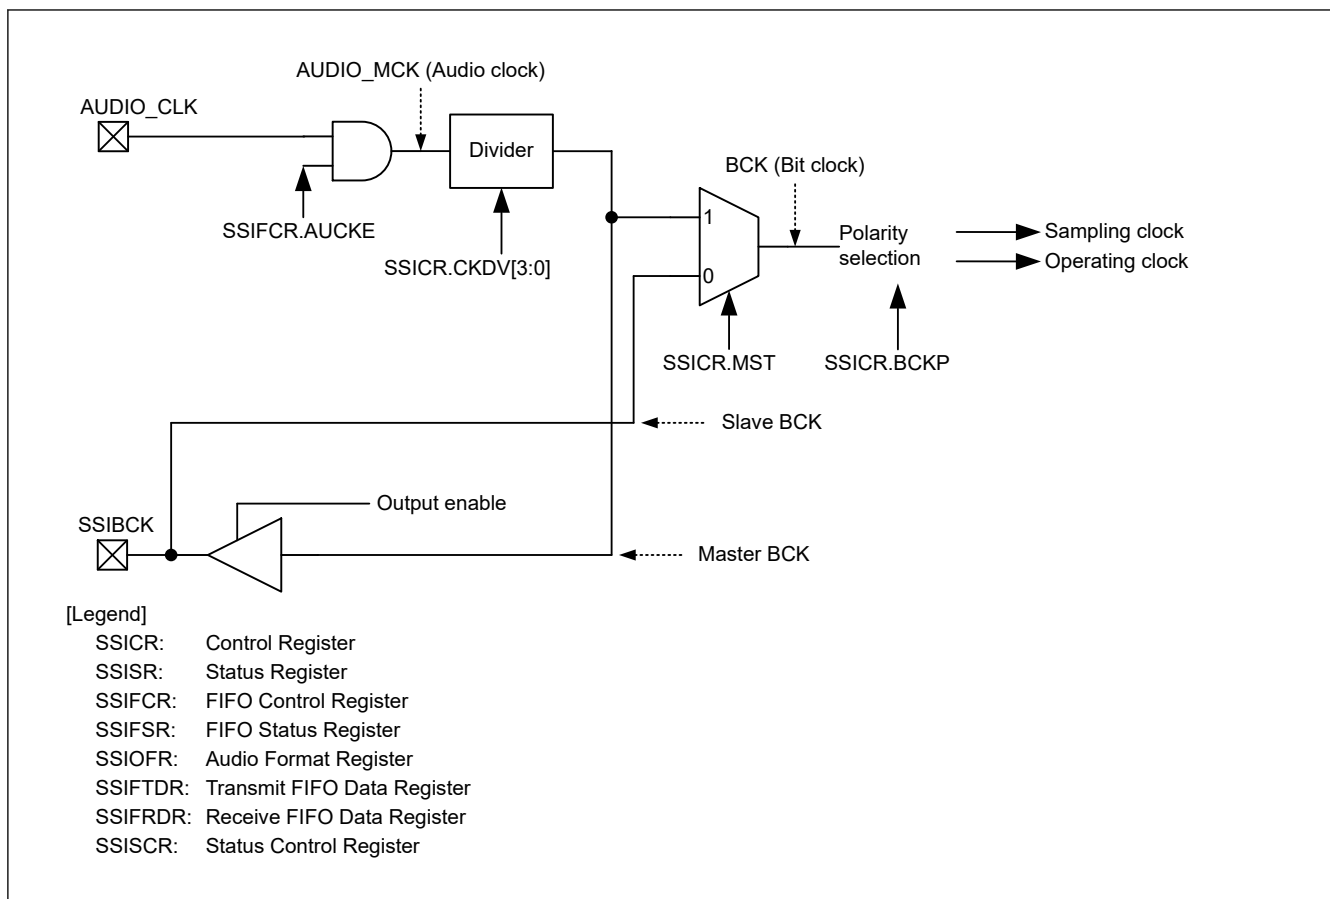 AUDIO_MCK (Audio clock)
AUDIO_CLK
Divider
BCK (Bit clock)
1
SSIFCR.AUCKE
Polarity
selection
Sampling clock
Operating clock
SSICR.CKDV[3:0]
0
SSICR.MST
SSICR.BCKP
Slave BCK
Output enable
SSIBCK
Master BCK
[Legend]
SSICR: Control Register
SSISR: Status Register
SSIFCR: FIFO Control Register
SSIFSR: FIFO Status Register
SSIOFR: Audio Format Register
SSIFTDR: Transmit FIFO Data Register
SSIFRDR: Receive FIFO Data Register
SSISCR: Status Control Register